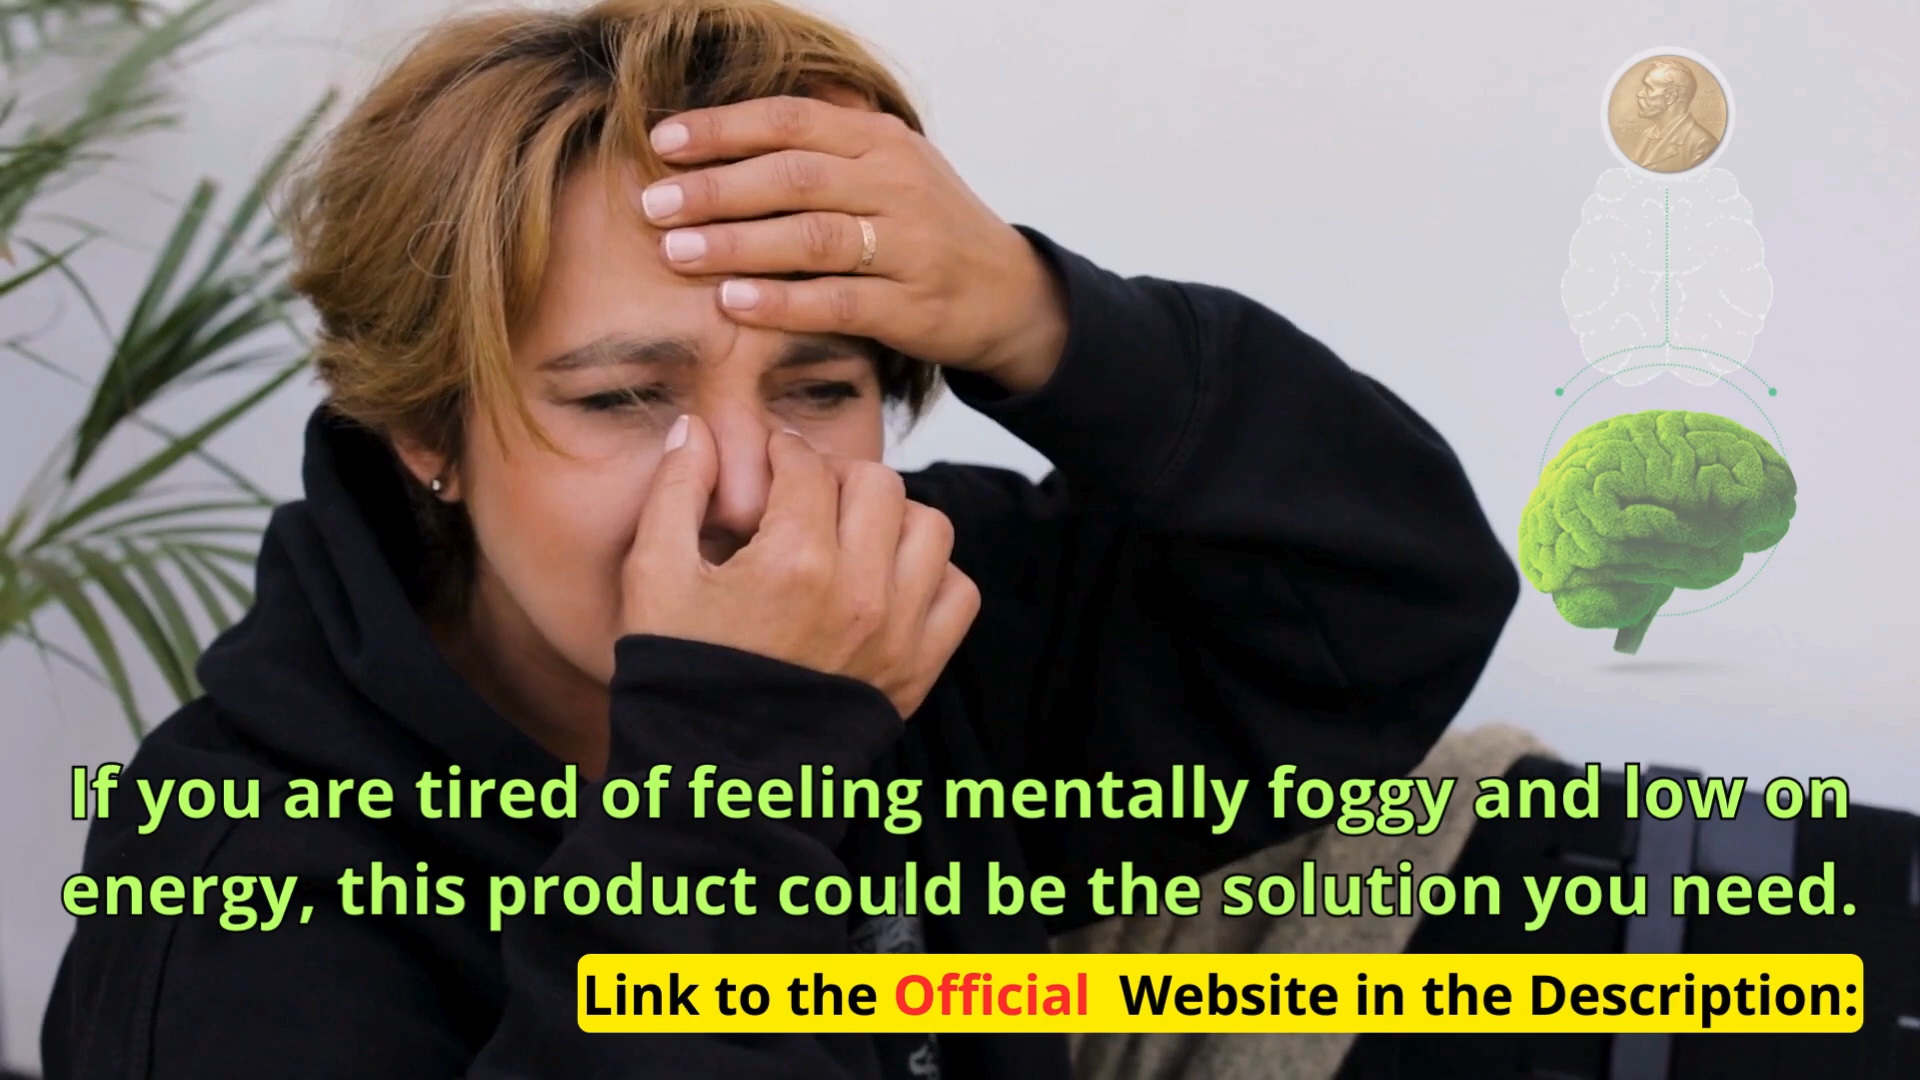 If you are tired of feeling mentally foggy and low on
energy, this product could be the solution you need.
Link to the Official Website in the Description: